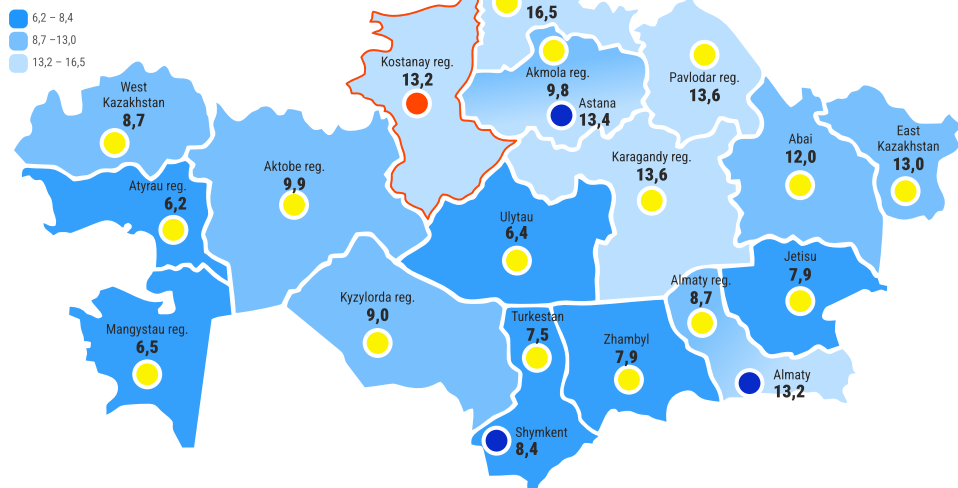 6,2 – 8,4
8,7 –13,0
13,2 – 16,5
16,5
Kostanay reg.
13,2
Akmola reg.
9,8
Astana
13,4
Pavlodar reg.
13,6
West
Kazakhstan
8,7
Aktobe reg.
9,9
Atyrau reg.
6,2
Karagandy reg.
13,6
Abai
12,0
East
Kazakhstan
13,0
Ulytau
6,4
Jetisu
7,9
Almaty reg.
8,7
Kyzylorda reg.
9,0
Turkestan
7,5
Zhambyl
7,9
Mangystau reg.
6,5
Almaty
13,2
Shymkent
8,4